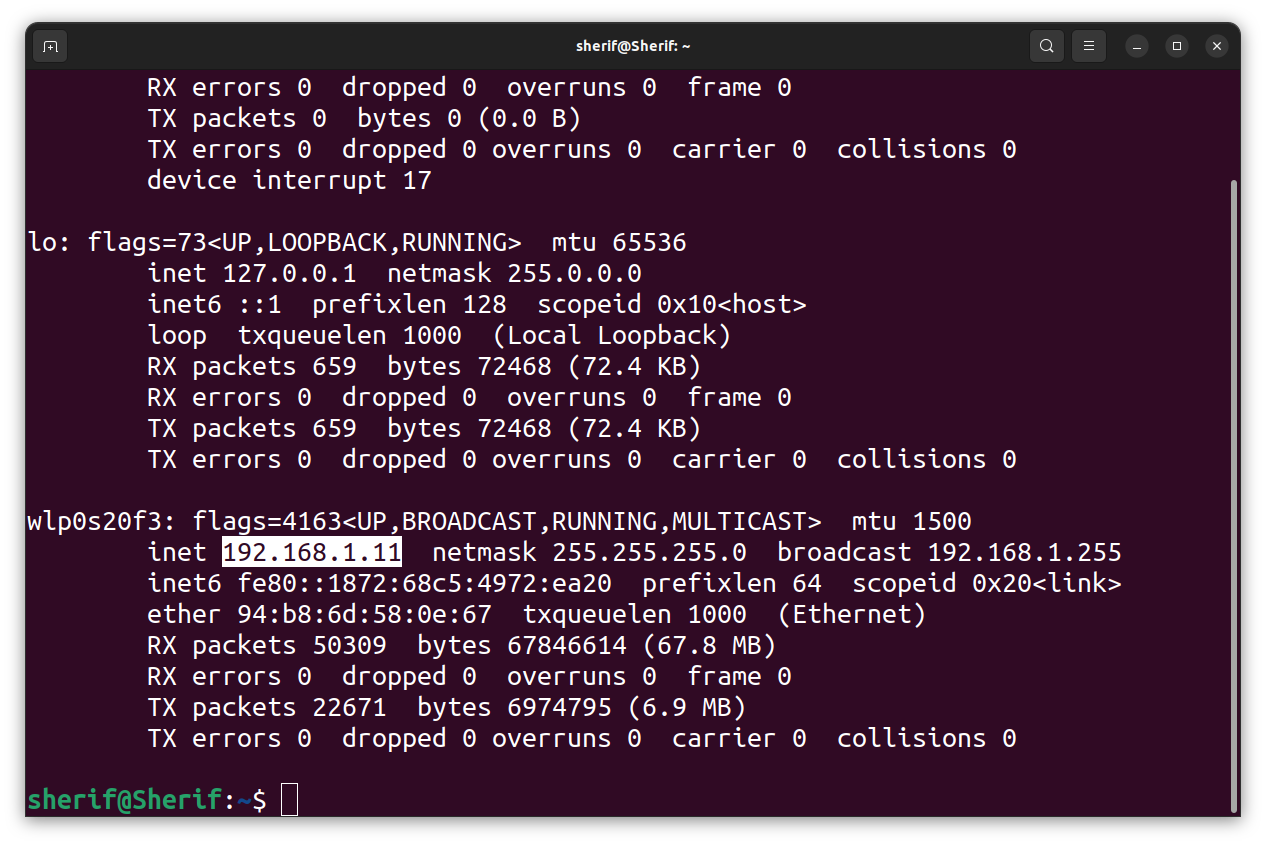 sherif@Sherif: ~
RX errors 0  dropped 0  overruns 0  frame 0
TX packets 0  bytes 0 (0.0 B)
TX errors 0  dropped 0 overruns 0  carrier 0  collisions 0
device interrupt 17
lo: flags=73<UP,LOOPBACK,RUNNING>  mtu 65536
inet 127.0.0.1  netmask 255.0.0.0
inet6 ::1  prefixlen 128  scopeid 0x10<host>
loop  txqueuelen 1000  (Local Loopback)
RX packets 659  bytes 72468 (72.4 KB)
RX errors 0  dropped 0  overruns 0  frame 0
TX packets 659  bytes 72468 (72.4 KB)
TX errors 0  dropped 0 overruns 0  carrier 0  collisions 0
wlp0s20f3: flags=4163<UP,BROADCAST,RUNNING,MULTICAST>  mtu 1500
inet 192.168.1.11  netmask 255.255.255.0  broadcast 192.168.1.255
inet6 fe80::1872:68c5:4972:ea20  prefixlen 64  scopeid 0x20<link>
ether 94:b8:6d:58:0e:67  txqueuelen 1000  (Ethernet)
RX packets 50309  bytes 67846614 (67.8 MB)
RX errors 0  dropped 0  overruns 0  frame 0
TX packets 22671  bytes 6974795 (6.9 MB)
TX errors 0  dropped 0 overruns 0  carrier 0  collisions 0
sherif@Sherif:~$